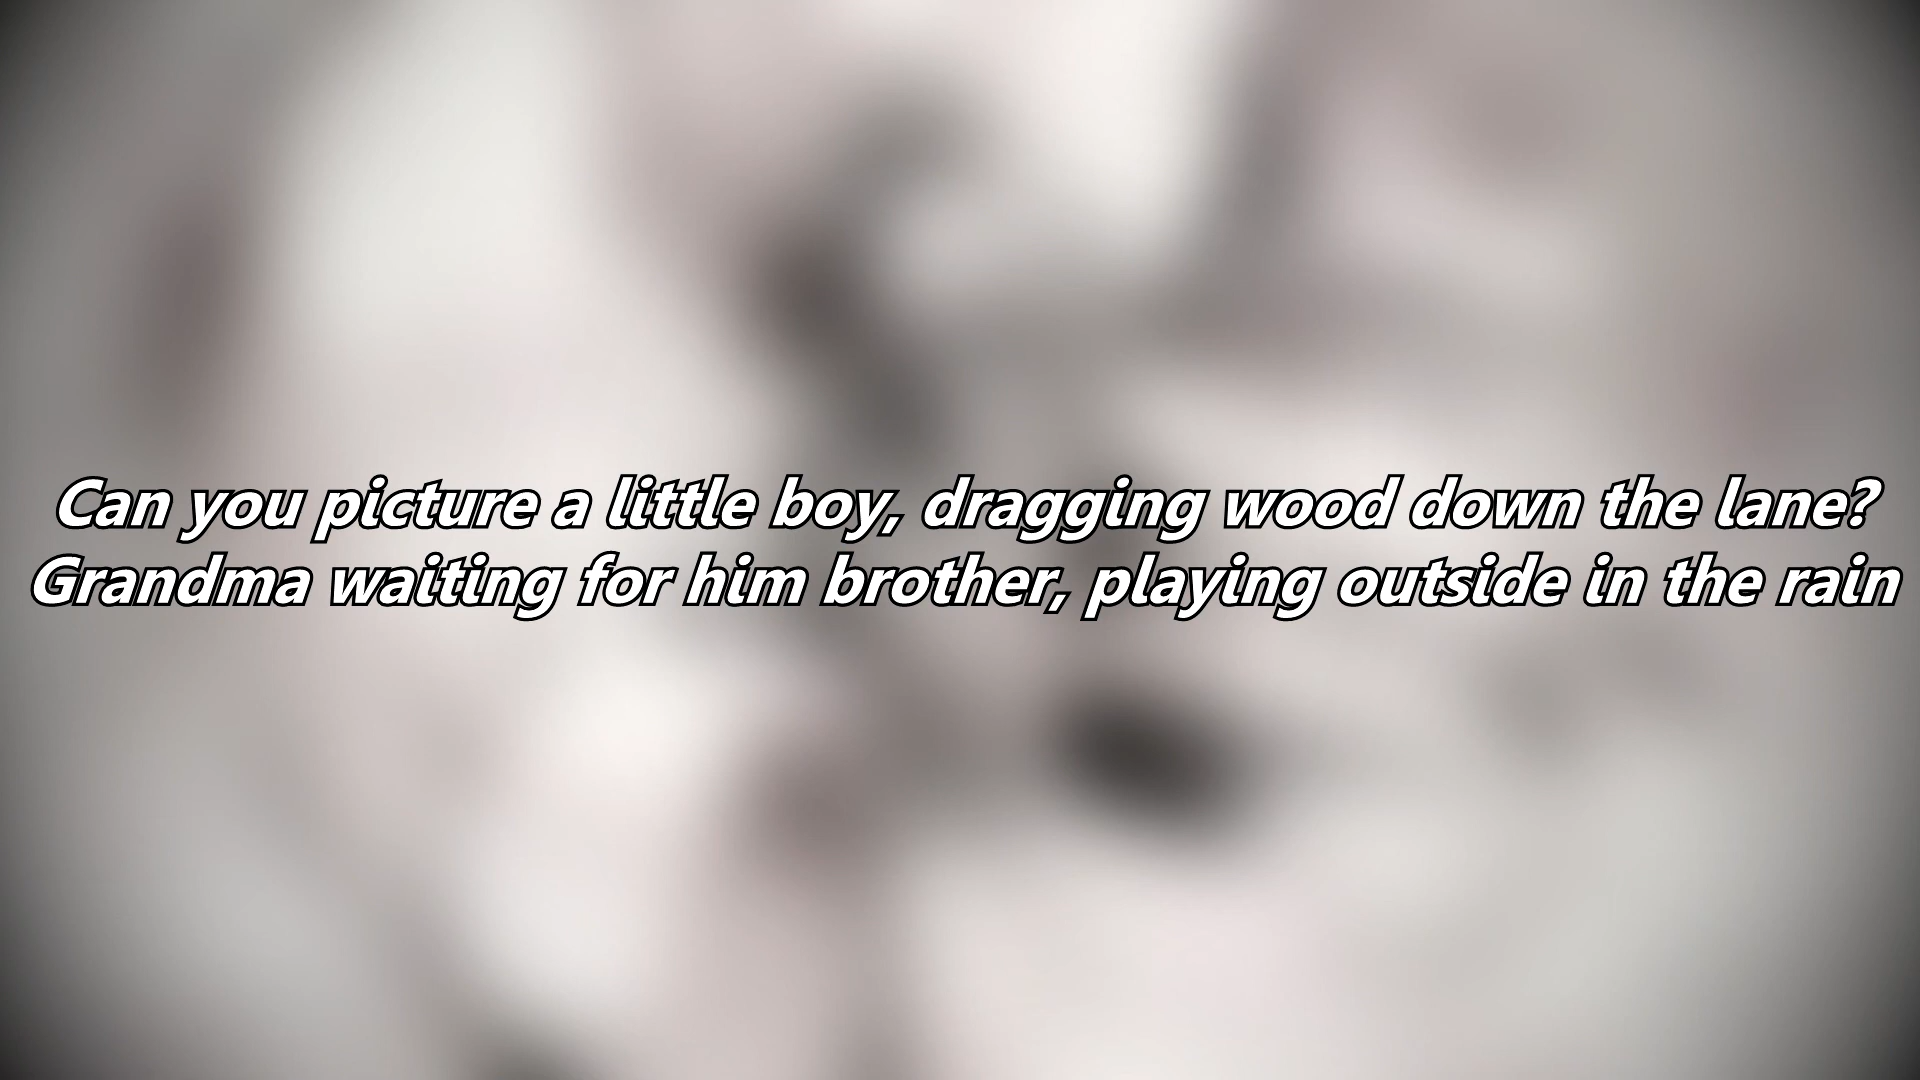 Can you picture a little boy, dragging wood down the lane?
Grandma waiting for him brother, playing outside in the rain